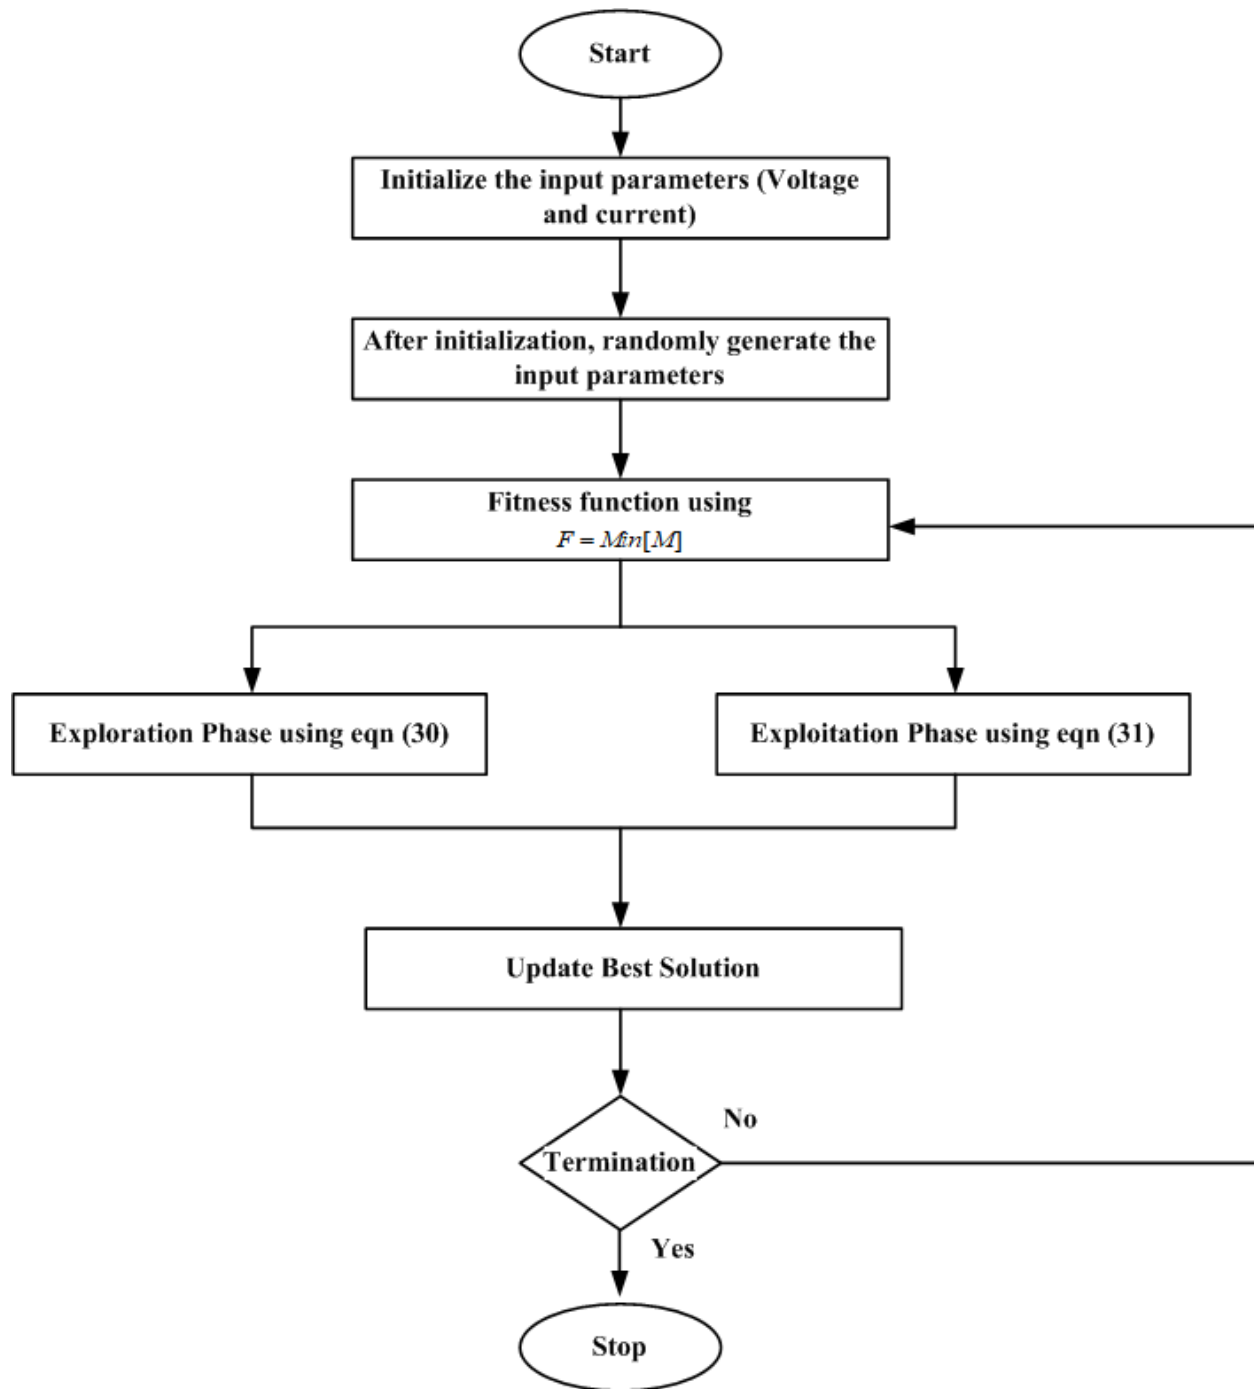 Start
Initialize the input parameters (Voltage
and current)
After initialization, randomly generate the
input parameters
Fitness function using
F = Min[M]
Exploration Phase using eqn (30)
Exploitation Phase using eqn (31)
Update Best Solution
No
Termination
Yes
Stop